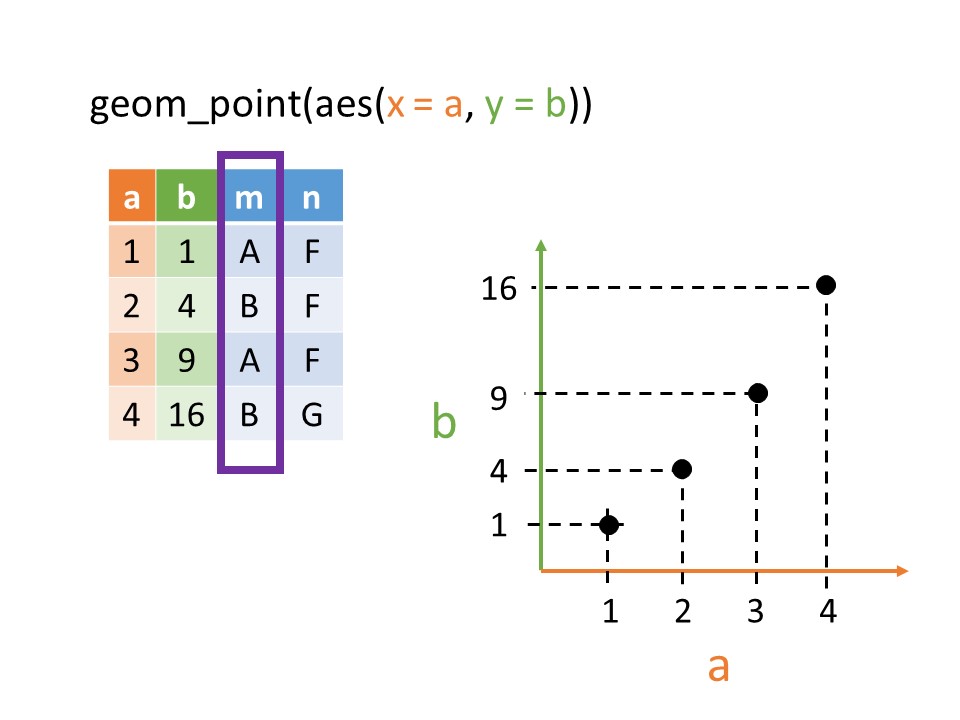 geom_point(aes(x = a, y = b))
a b m n
1 1 A F
2 4 B F
3 9 A F
4 16 B G
16
9
b
4
1
1 2 3 4
a